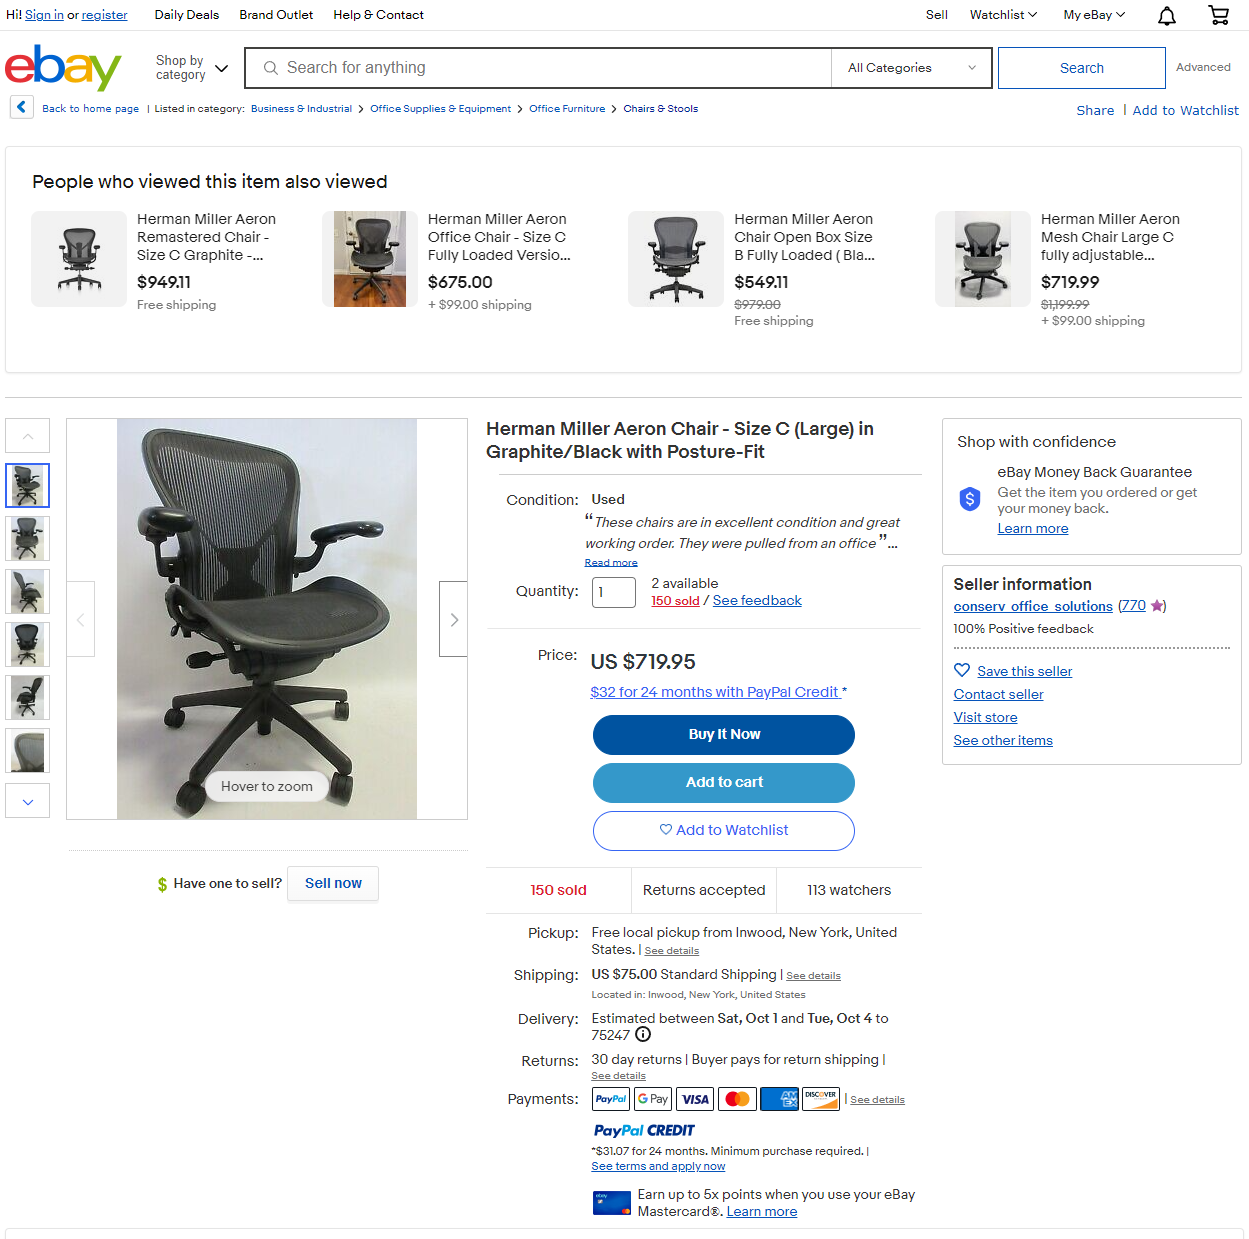 Hi! Sign in or register Daily Deals Brand Outlet Help & Contact Sell Watchlist My eBay
ebay Shop by category Search for anything All Categories Search Advanced
Back to home page | Listed in category: Business & Industrial > Office Supplies & Equipment > Office Furniture > Chairs & Stools
Share | Add to Watchlist
People who viewed this item also viewed
Herman Miller Aeron
Remastered Chair -
Size C Graphite -...
$949.11
Free shipping
Herman Miller Aeron
Office Chair - Size C
Fully Loaded Versio...
$675.00
+ $99.00 shipping
Herman Miller Aeron
Chair Open Box Size
B Fully Loaded ( Bla...
$549.11
$979.00
Free shipping
Herman Miller Aeron
Mesh Chair Large C
fully adjustable...
$719.99
$1,199.99
+ $99.00 shipping
Hover to zoom
$ Have one to sell? Sell now
Herman Miller Aeron Chair - Size C (Large) in
Graphite/Black with Posture-Fit
Condition: Used
“These chairs are in excellent condition and great
working order. They were pulled from an office ”...
Read more
Quantity: 1 2 available
150 sold / See feedback
Price: US $719.95
$32 for 24 months with PayPal Credit *
Buy It Now
Add to cart
Add to Watchlist
150 sold Returns accepted 113 watchers
Pickup: Free local pickup from Inwood, New York, United
States. | See details
Shipping: US $75.00 Standard Shipping | See details
Located in: Inwood, New York, United States
Delivery: Estimated between Sat, Oct 1 and Tue, Oct 4 to
75247
Returns: 30 day returns | Buyer pays for return shipping |
See details
Payments: PayPal G Pay VISA AMEX DISCOVER | See details
PayPal CREDIT
*$31.07 for 24 months. Minimum purchase required. |
See terms and apply now
ebay
Earn up to 5x points when you use your eBay
Mastercard®. Learn more
Shop with confidence
eBay Money Back Guarantee
Get the item you ordered or get
your money back.
Learn more
Seller information
conserv_office_solutions (770)
100% Positive feedback
Save this seller
Contact seller
Visit store
See other items